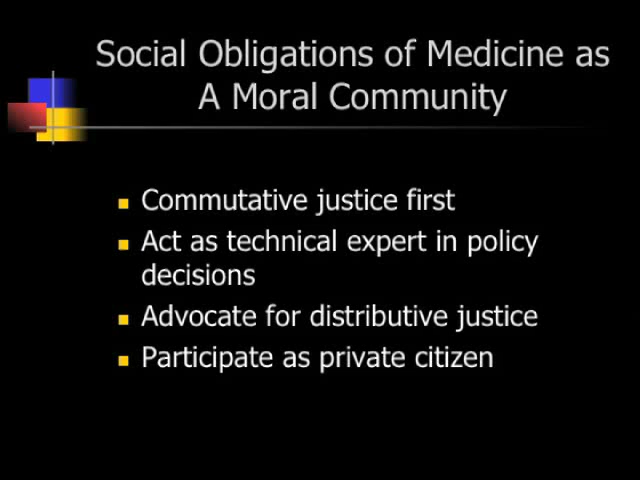 Social Obligations of Medicine as
A Moral Community
Commutative justice first
Act as technical expert in policy
decisions
Advocate for distributive justice
Participate as private citizen